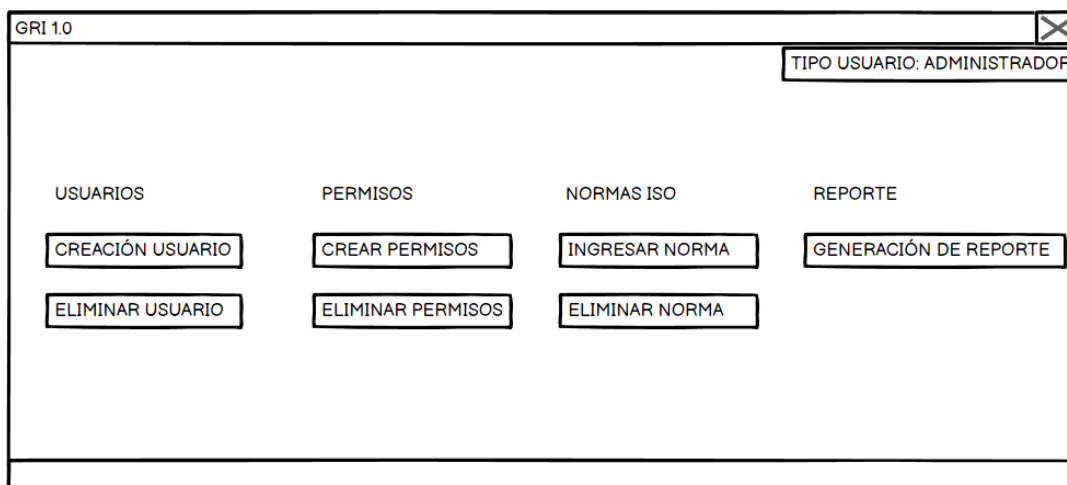 GRI 1.0
TIPO USUARIO: ADMINISTRADOR
USUARIOS
PERMISOS
NORMAS ISO
REPORTE
CREACIÓN USUARIO
CREAR PERMISOS
INGRESAR NORMA
GENERACIÓN DE REPORTE
ELIMINAR USUARIO
ELIMINAR PERMISOS
ELIMINAR NORMA